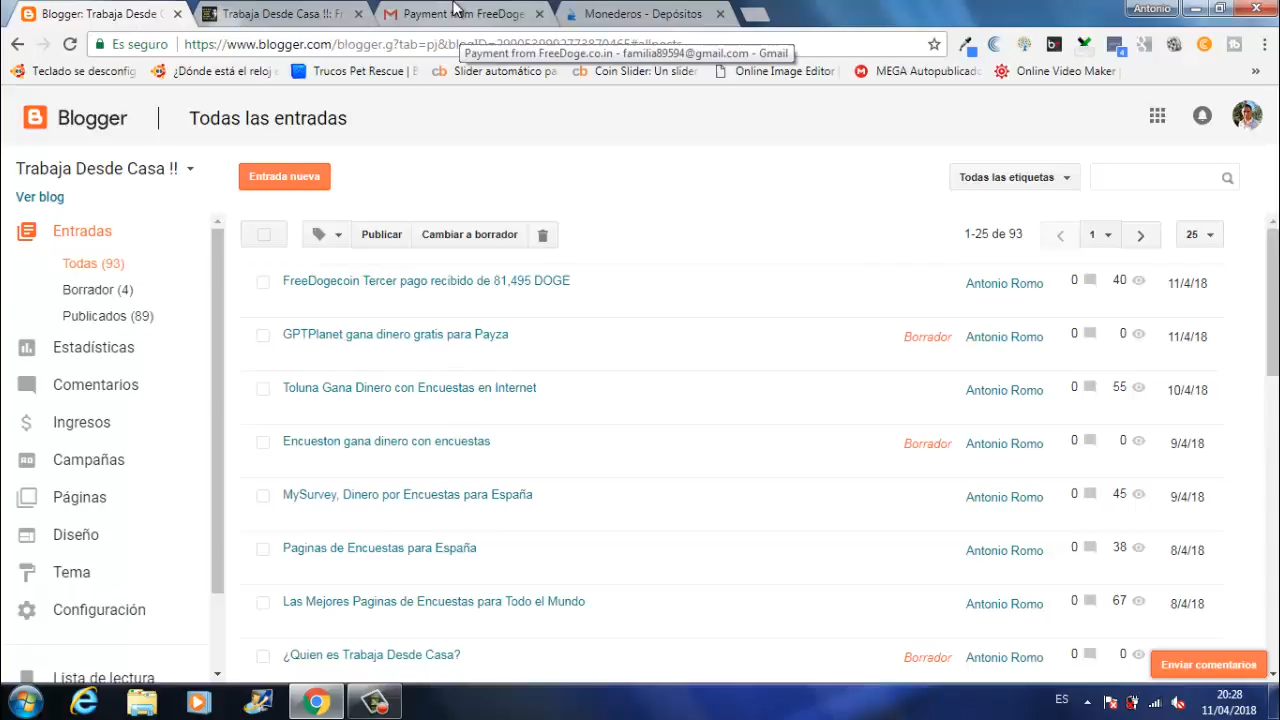 Blogger: Trabaja Desde C
Trabaja Desde Casa !!: Fr
Payment from FreeDoge
Monederos - Depósitos
Antonio
Es seguro
https://www.blogger.com/blogger.g?tab=pj&blogID=
Payment from FreeDoge.co.in - familia89594@gmail.com - Gmail
Teclado se desconfig
¿Dónde está el reloj
Trucos Pet Rescue
Slider automático pa
Coin Slider: Un slider
Online Image Editor
MEGA Autopublicad
Online Video Maker
»
Blogger
Todas las entradas
Trabaja Desde Casa !!
Entrada nueva
Todas las etiquetas
Ver blog
Entradas
Publicar
Cambiar a borrador
1-25 de 93
1
25
Todas (93)
Borrador (4)
Publicados (89)
Estadísticas
Comentarios
Ingresos
Campañas
Páginas
Diseño
Tema
Configuración
Lista de lectura
FreeDogecoin Tercer pago recibido de 81,495 DOGE Antonio Romo 0 40 11/4/18
GPTPlanet gana dinero gratis para Payza Borrador Antonio Romo 0 0 11/4/18
Toluna Gana Dinero con Encuestas en Internet Antonio Romo 0 55 10/4/18
Encueston gana dinero con encuestas Borrador Antonio Romo 0 0 9/4/18
MySurvey, Dinero por Encuestas para España Antonio Romo 0 45 9/4/18
Paginas de Encuestas para España Antonio Romo 0 38 8/4/18
Las Mejores Paginas de Encuestas para Todo el Mundo Antonio Romo 0 67 8/4/18
¿Quien es Trabaja Desde Casa? Borrador Antonio Romo 0 0
Enviar comentarios
ES
20:28
11/04/2018